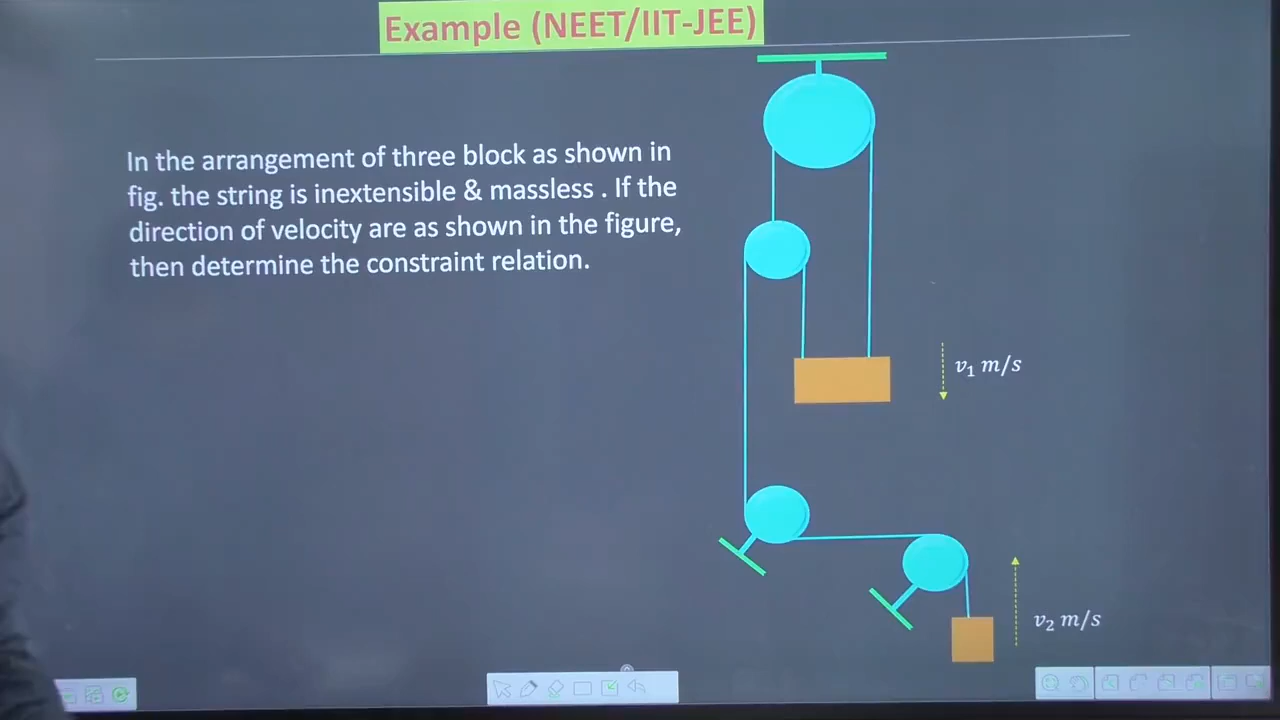 Example (NEET/IIT-JEE)
In the arrangement of three block as shown in
fig. the string is inextensible & massless . If the
direction of velocity are as shown in the figure,
then determine the constraint relation.
v₁ m/s
v₂ m/s